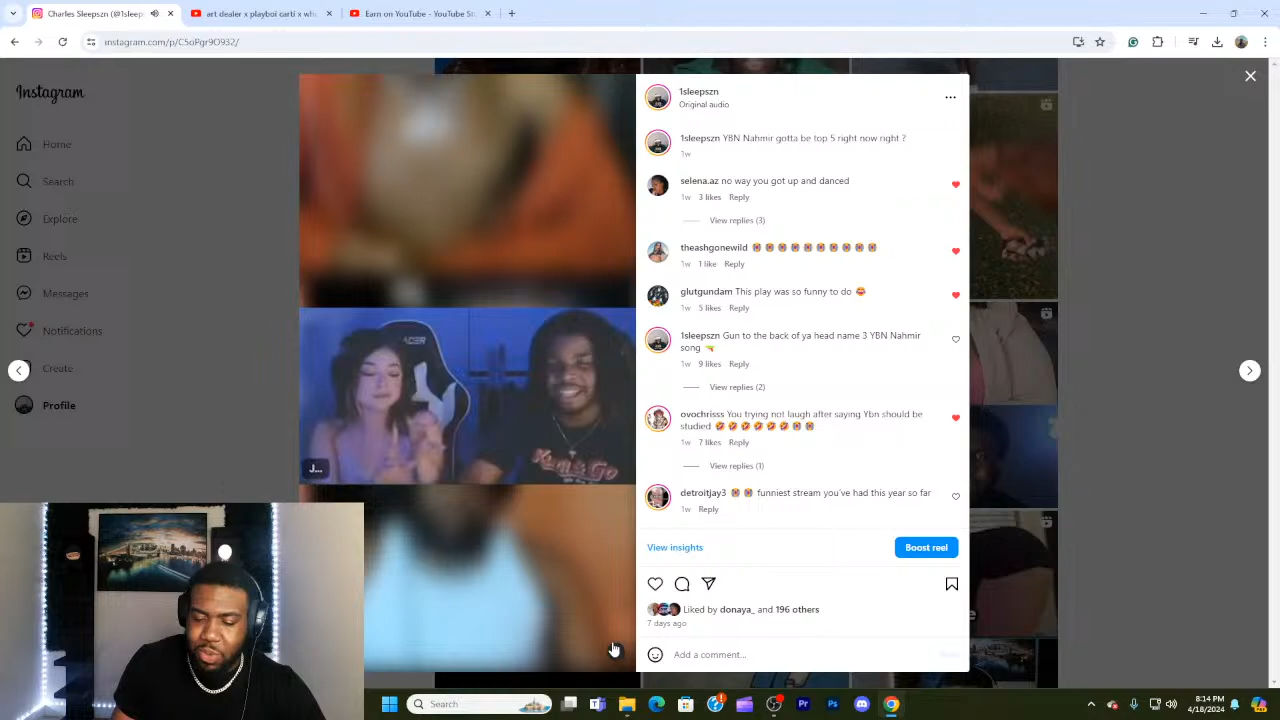 Charles Sleepszn (@1sleep
art dealer x playboi carti x wh
Earn on YouTube - YouTube St
instagram.com/p/C5oPgr9O932/
Instagram
Home
Search
Explore
Reels
Messages
Notifications
Create
Profile
1sleepszn
Original audio
1sleepszn YBN Nahmir gotta be top 5 right now right ?
1w
selena.az no way you got up and danced
1w 3 likes Reply
View replies (3)
theashgonewild
1w 1 like Reply
glutgundam This play was so funny to do 😂
1w 5 likes Reply
1sleepszn Gun to the back of ya head name 3 YBN Nahmir
song 🔫
1w 9 likes Reply
View replies (2)
ovochrisss You trying not laugh after saying Ybn should be
studied 🤣🤣🤣🤣🤣🤣😭😭
1w 7 likes Reply
View replies (1)
detroitjay3 😭😭 funniest stream you've had this year so far
1w Reply
View insights
Boost reel
Liked by donaya_ and 196 others
7 days ago
Add a comment...
Search
8:14 PM
4/18/2024